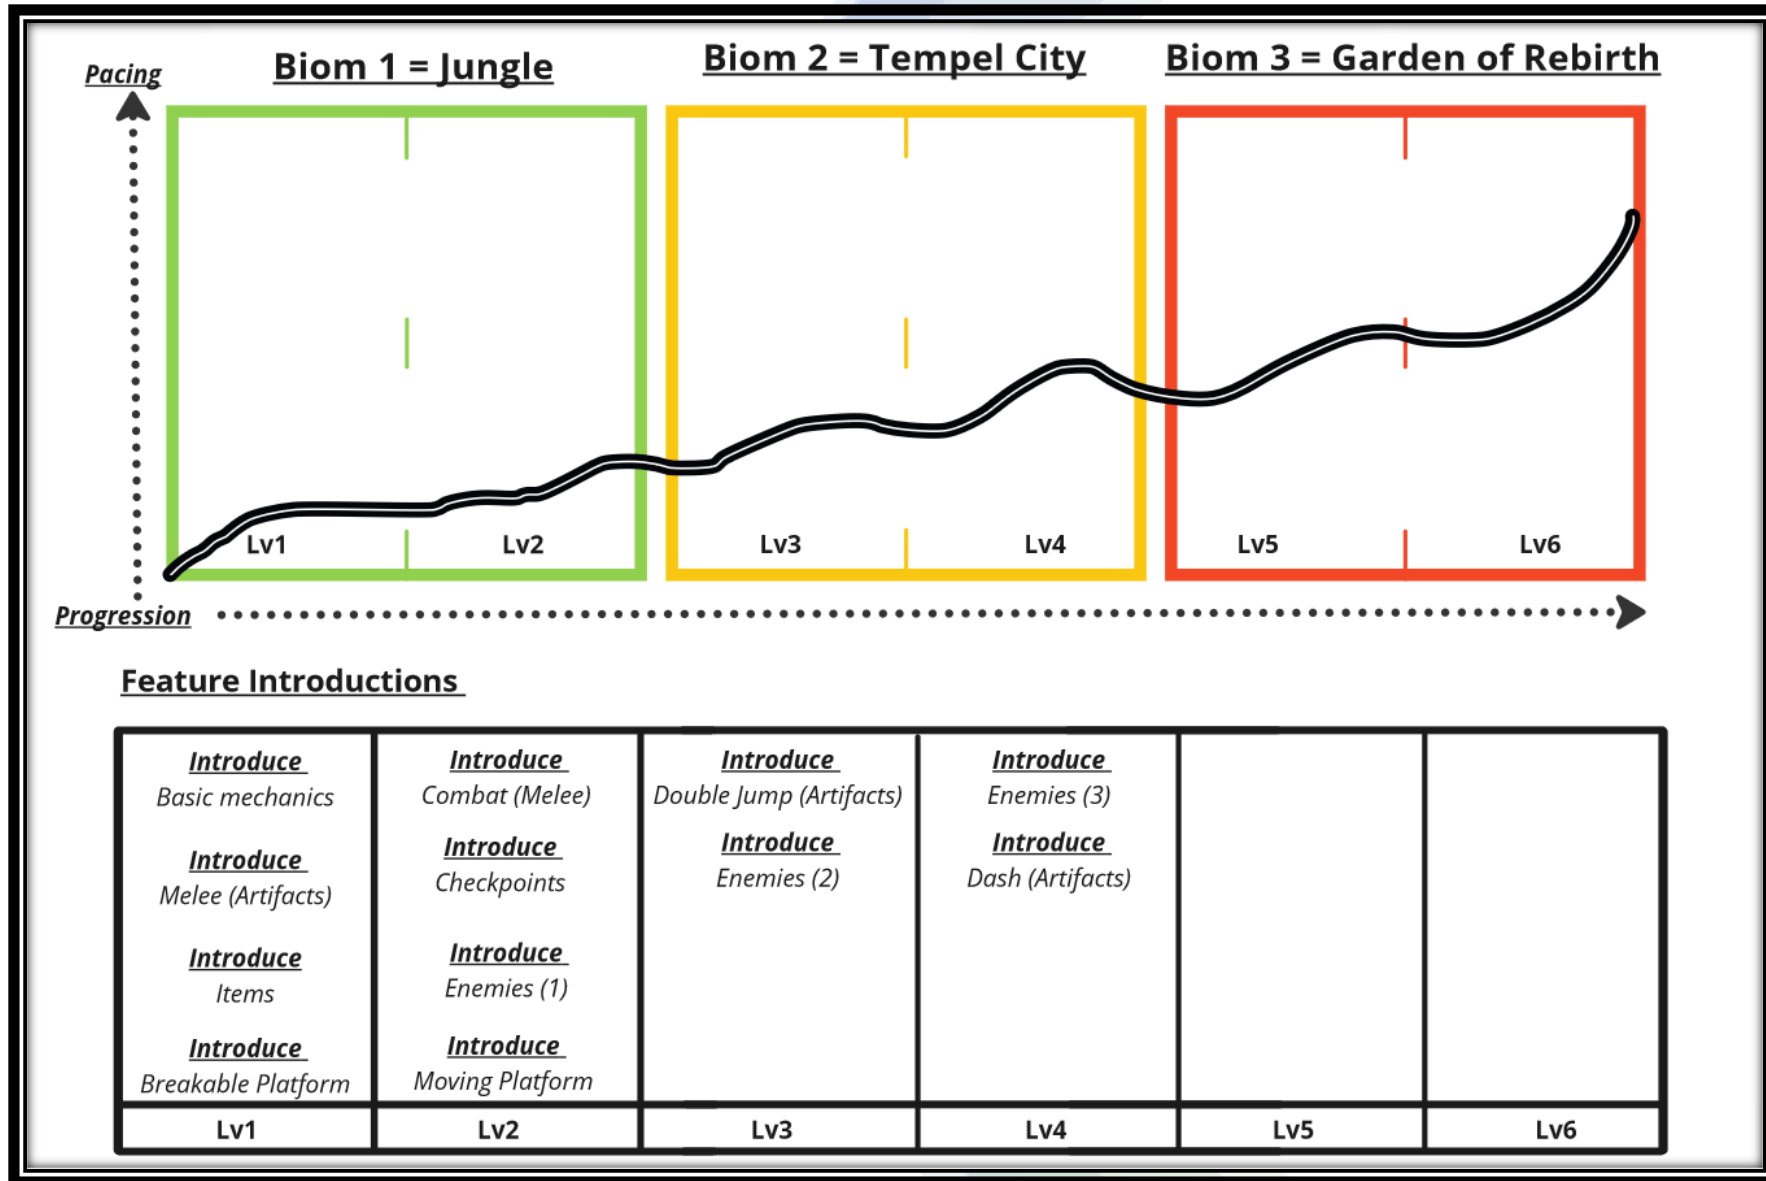 Pacing
Biom 1 = Jungle
Biom 2 = Tempel City
Biom 3 = Garden of Rebirth
Lv1
Lv2
Lv3
Lv4
Lv5
Lv6
Progression
Feature Introductions
Introduce
Basic mechanics
Introduce
Melee (Artifacts)
Introduce
Items
Introduce
Breakable Platform
Lv1
Introduce
Combat (Melee)
Introduce
Checkpoints
Introduce
Enemies (1)
Introduce
Moving Platform
Lv2
Introduce
Double Jump (Artifacts)
Introduce
Enemies (2)
Lv3
Introduce
Enemies (3)
Introduce
Dash (Artifacts)
Lv4
Lv5
Lv6